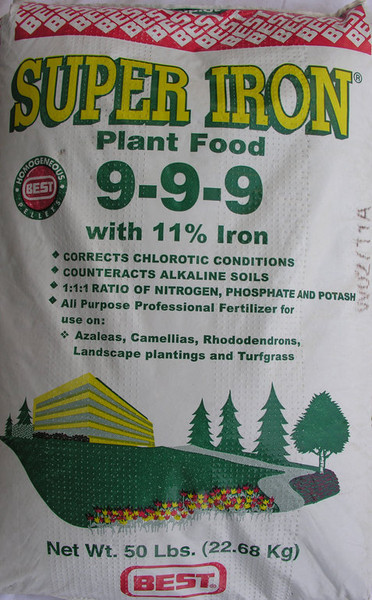 SUPER IRON®
Plant Food
HOMOGENEOUS
BEST
PELLETS
9-9-9
with 11% Iron
❖ CORRECTS CHLOROTIC CONDITIONS
❖ COUNTERACTS ALKALINE SOILS
❖ 1:1:1 RATIO OF NITROGEN, PHOSPHATE AND POTASH
❖ All Purpose Professional Fertilizer for
use on:
❖ Azaleas, Camellias, Rhododendrons,
Landscape plantings and Turfgrass
Net Wt. 50 Lbs. (22.68 Kg)
BEST